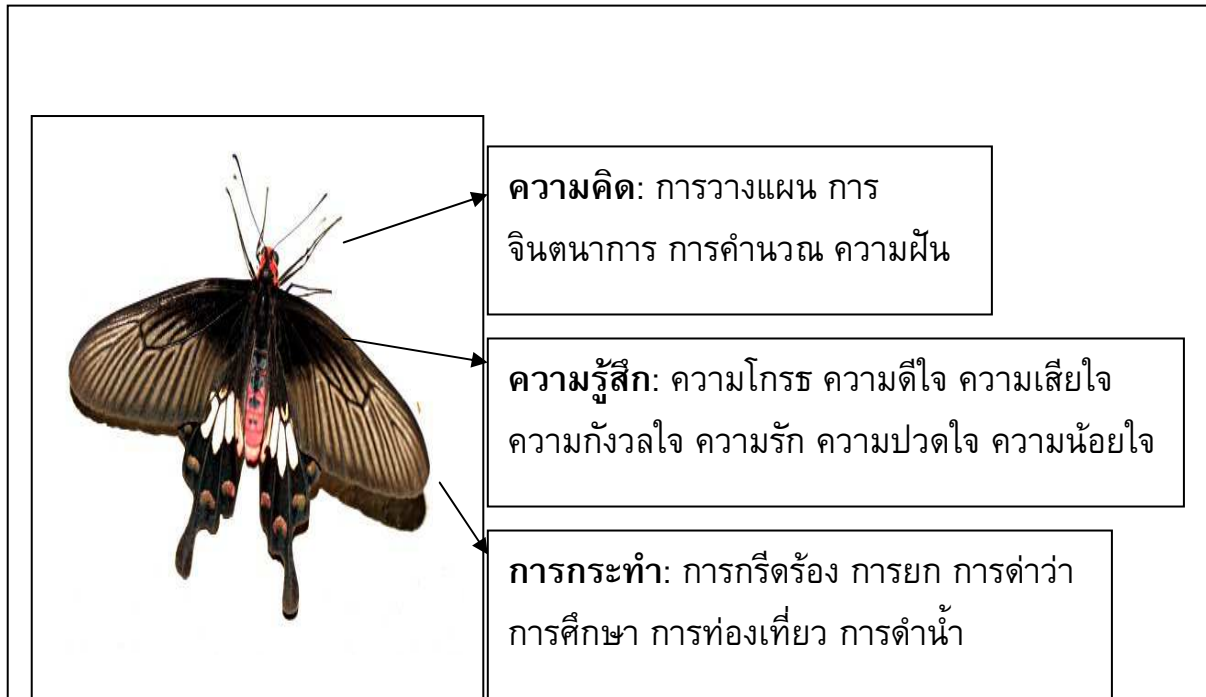 ความคิด: การวางแผน การ
จินตนาการ การคำนวณ ความฝัน
ความรู้สึก: ความโกรธ ความดีใจ ความเสียใจ
ความกังวลใจ ความรัก ความปวดใจ ความน้อยใจ
การกระทำ: การกรีดร้อง การยก การด่าว่า
การศึกษา การท่องเที่ยว การดำน้ำ